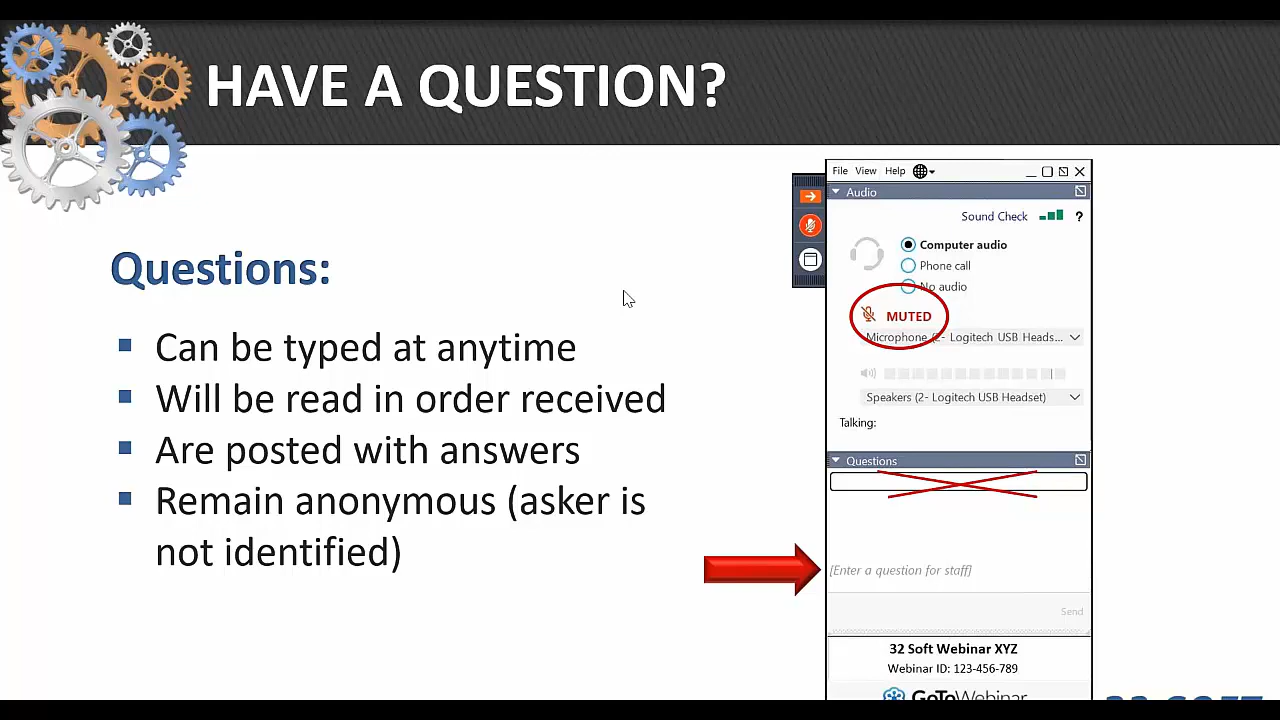 HAVE A QUESTION?
Questions:
Can be typed at anytime
Will be read in order received
Are posted with answers
Remain anonymous (asker is
not identified)
File View Help
Audio
Sound Check ?
Computer audio
Phone call
No audio
MUTED
Microphone (2- Logitech USB Heads...
Speakers (2- Logitech USB Headset)
Talking:
Questions
[Enter a question for staff]
Send
32 Soft Webinar XYZ
Webinar ID: 123-456-789
GoToWebinar